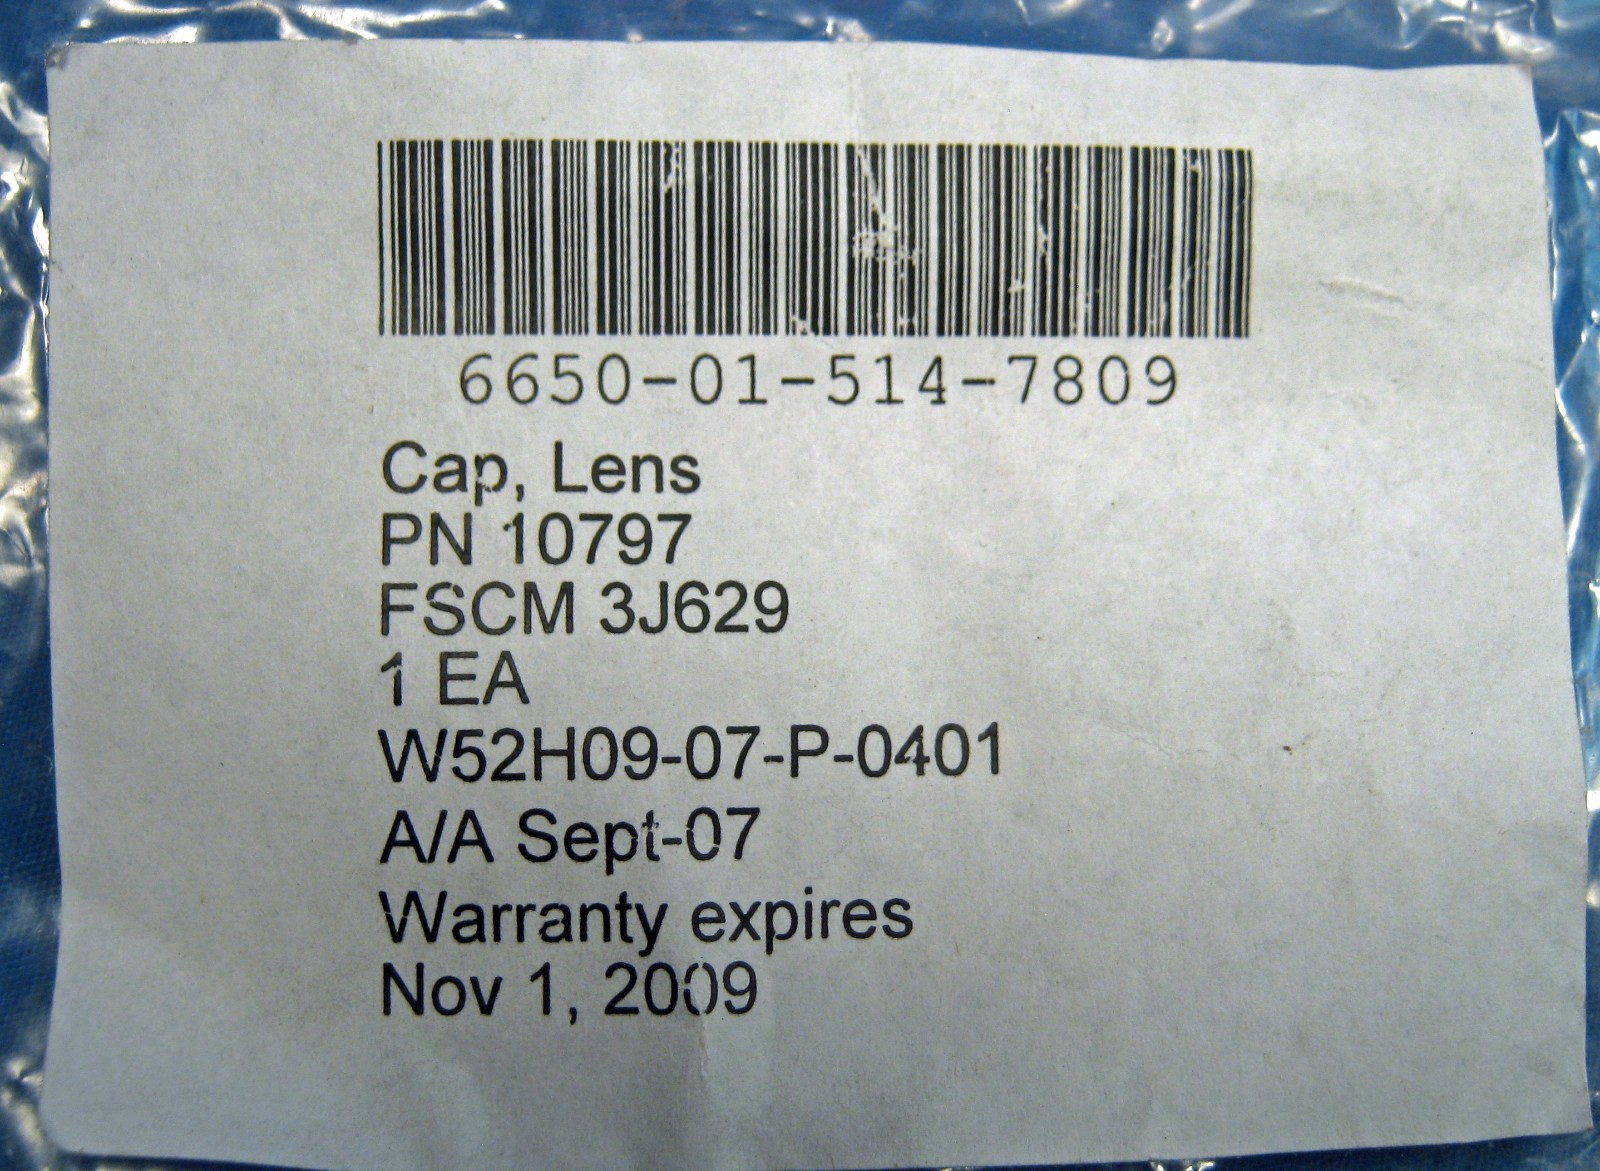 6650-01-514-7809
Cap, Lens
PN 10797
FSCM 3J629
1 EA
W52H09-07-P-0401
A/A Sept-07
Warranty expires
Nov 1, 2009